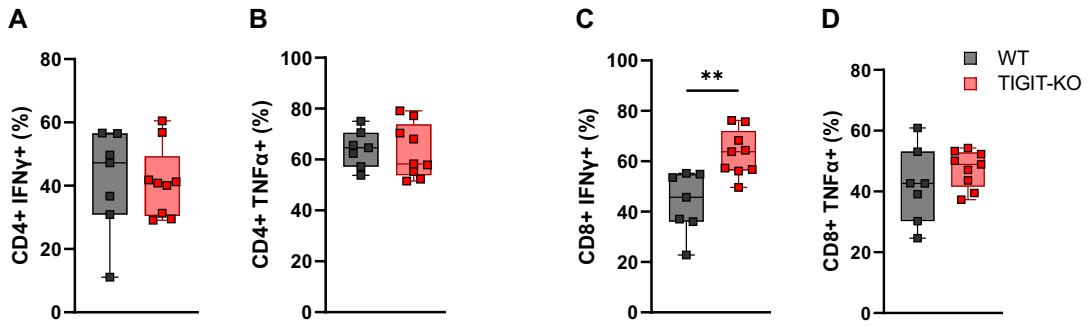 A
CD4+ IFNγ+ (%)
80
60
40
20
0
B
CD4+ TNFα+ (%)
100
80
60
40
20
0
C
CD8+ IFNγ+ (%)
100
80
60
40
20
0
**
D
CD8+ TNFα+ (%)
80
60
40
20
0
WT
TIGIT-KO